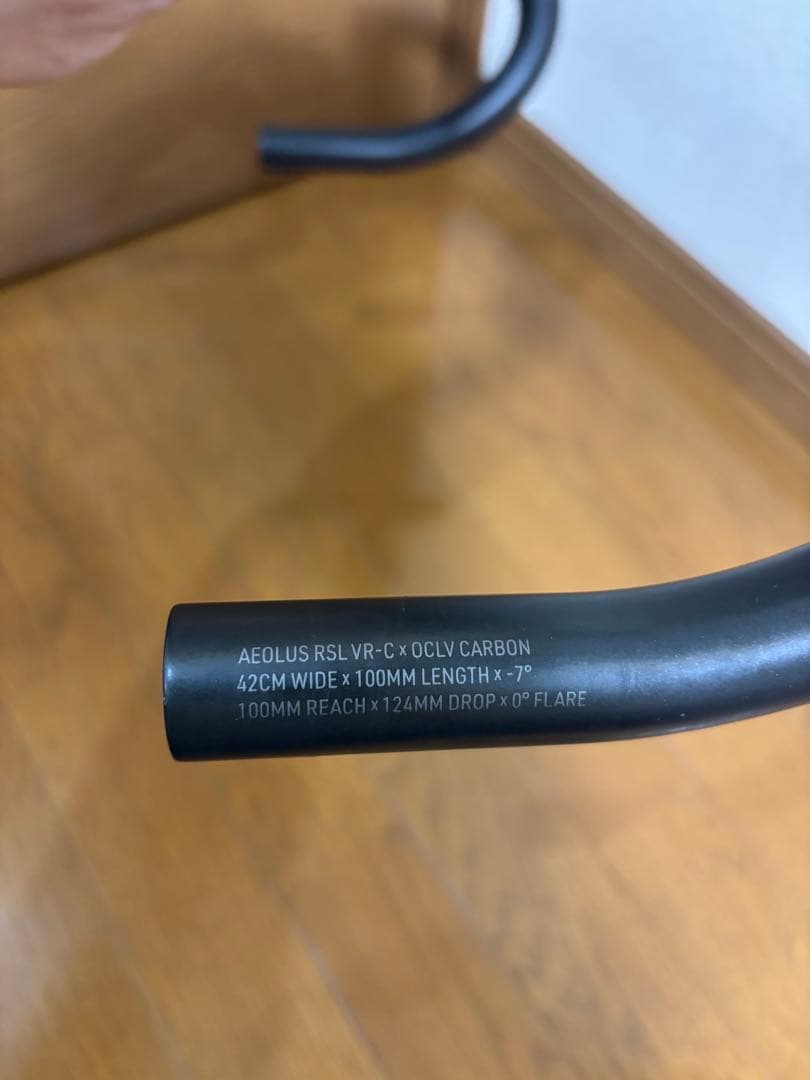 AEOLUS RSL VR-C x OCLV CARBON
42CM WIDE x 100MM LENGTH x -7°
100MM REACH x 124MM DROP x 0° FLARE